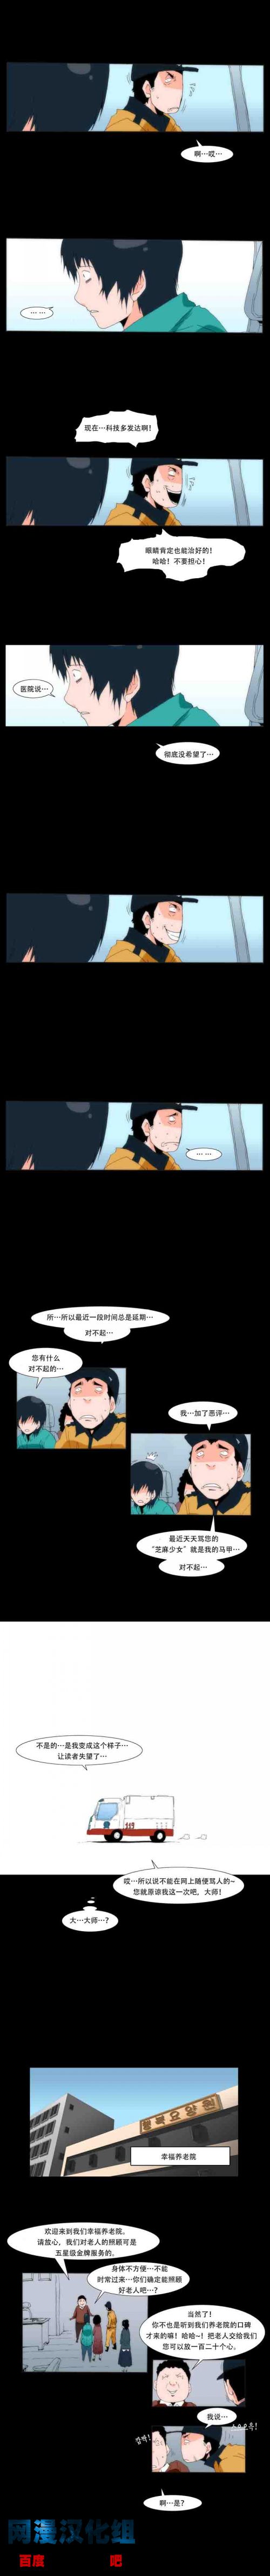 啊…哎…
… …
现在…科技多发达啊！
眼睛肯定也能治好的！
哈哈！不要担心！
医院说…
彻底没希望了…
… …
所…所以最近一段时间总是延期…
对不起…
您有什么
对不起的…
我…加了恶评…
最近天天骂您的
“芝麻少女”就是我的马甲…
对不起…
不是的…是我变成这个样子…
让读者失望了…
119
哎…所以说不能在网上随便骂人的~
您就原谅我这一次吧，大师！
大…大师…？
행복요양원
幸福养老院
欢迎来到我们幸福养老院。
请放心，我们对老人的照顾可是
五星级金牌服务的。
身体不方便…不能
时常过来…你们确定能照顾
好老人吧…？
当然了！
你不也是听到我们养老院的口碑
才来的嘛！哈哈~！把老人交给我们
您可以放一百二十个心。
我说…
깜짝!
啊…是？
网漫汉化组
百度 吧